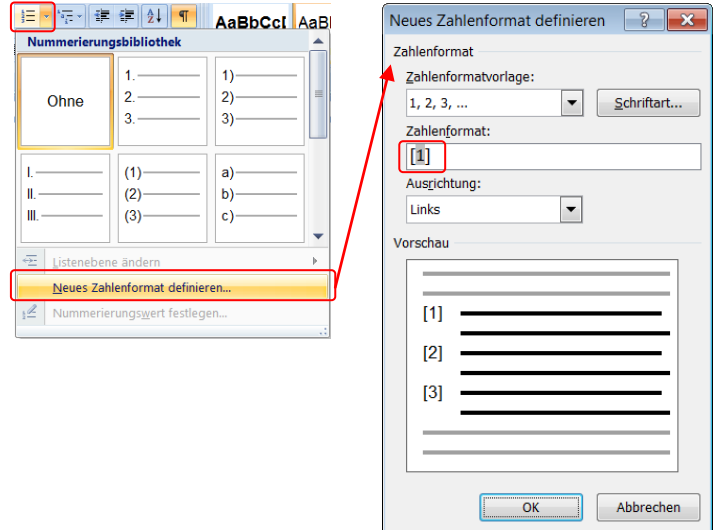 AaBbCcI AaBl
Nummerierungsbibliothek
Ohne
1.
2.
3.
1)
2)
3)
I.
II.
III.
(1)
(2)
(3)
a)
b)
c)
Listenebene ändern
Neues Zahlenformat definieren...
Nummerierungswert festlegen...
Neues Zahlenformat definieren
Zahlenformat
Zahlenformatvorlage:
1, 2, 3, ...
Schriftart...
Zahlenformat:
[1]
Ausrichtung:
Links
Vorschau
[1]
[2]
[3]
OK
Abbrechen